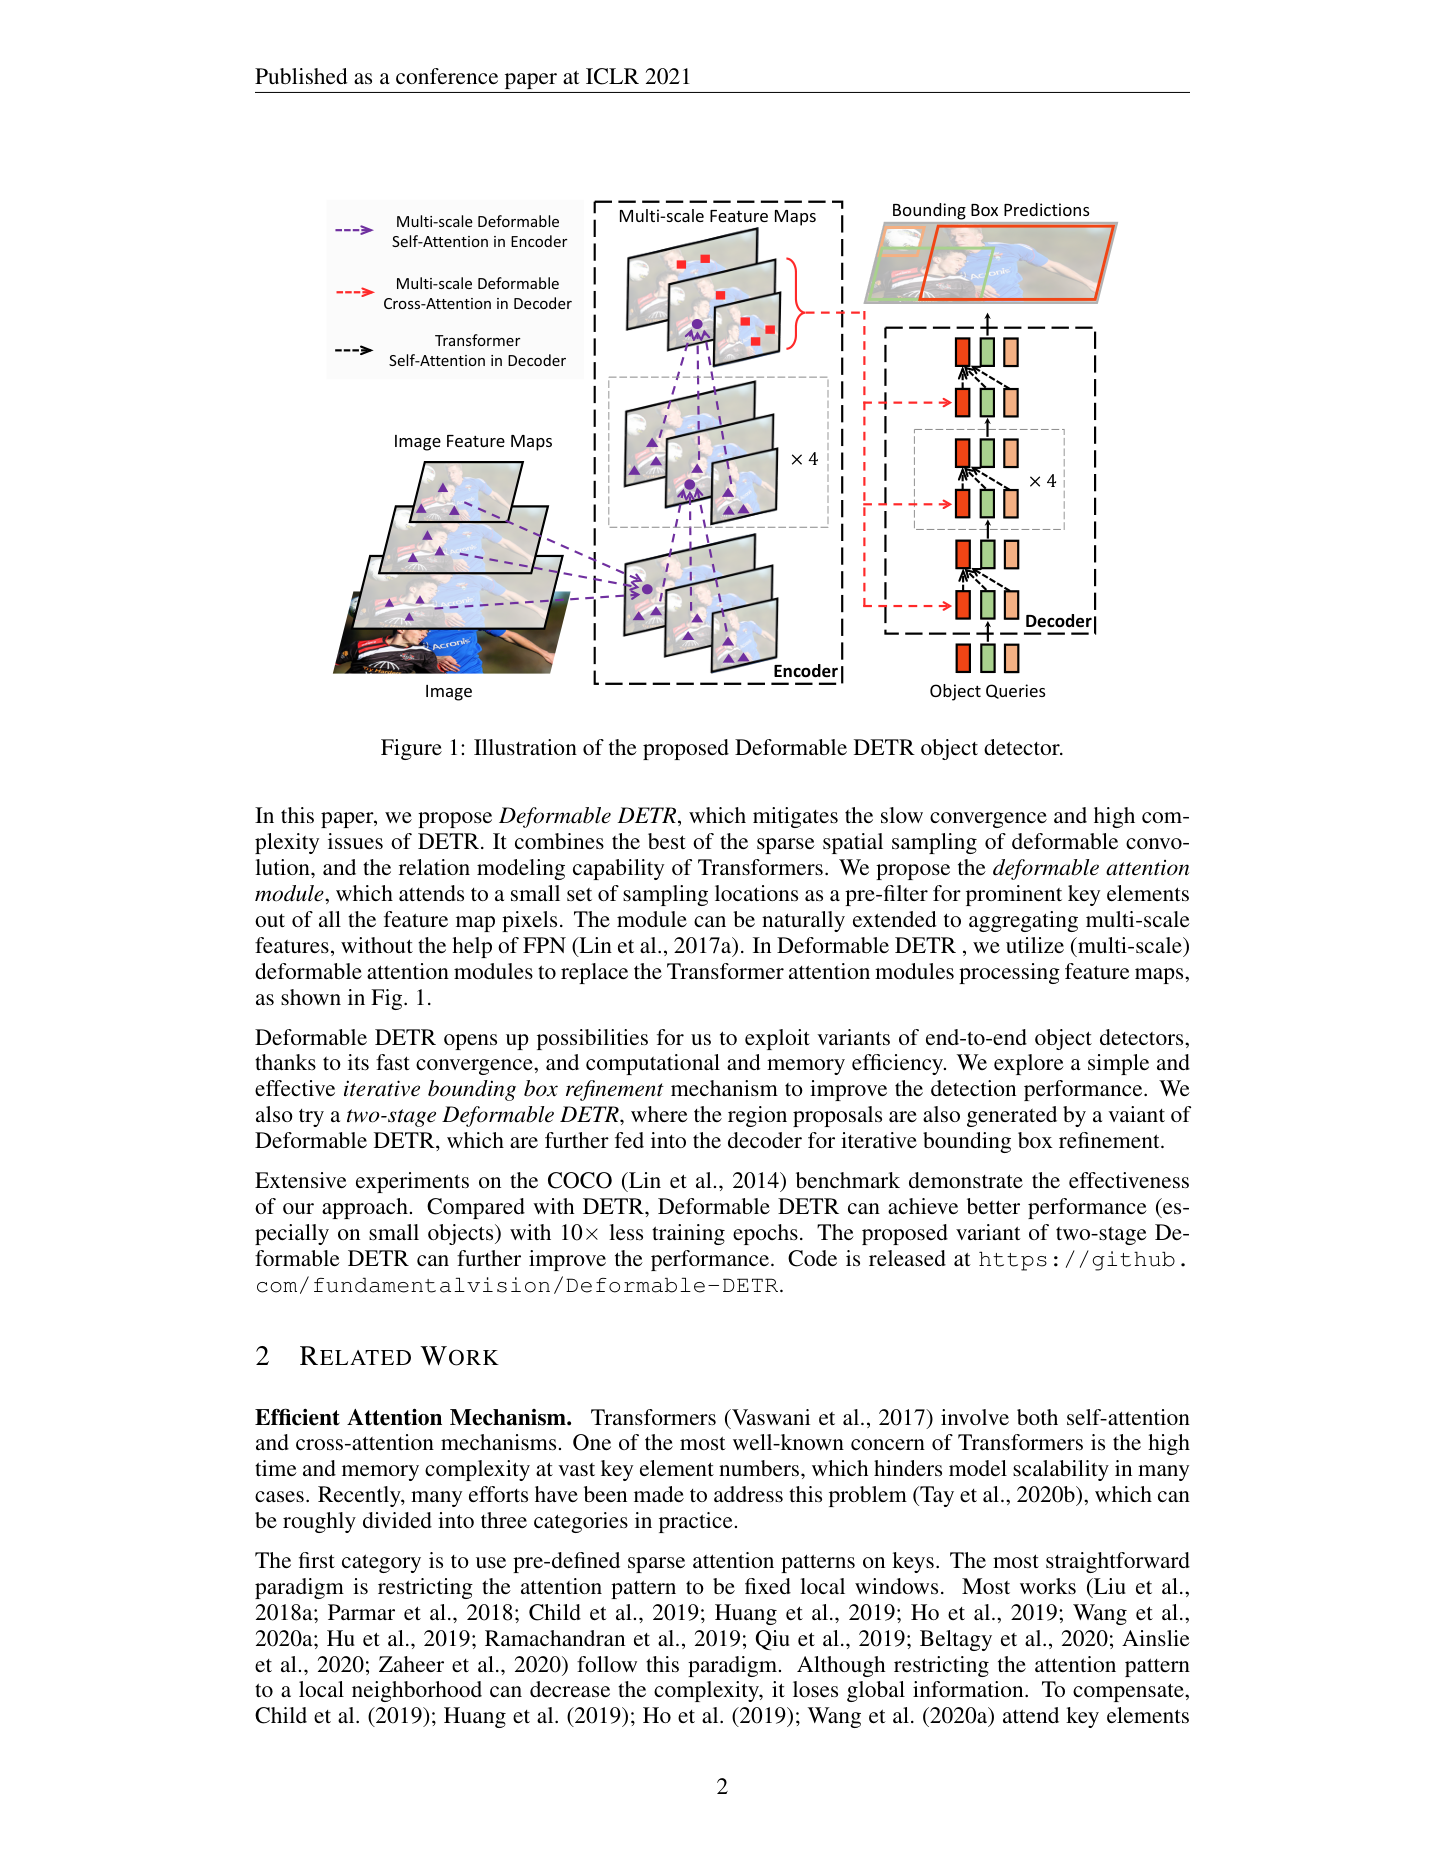 Published as a conference paper at ICLR 2021
Multi-scale Deformable
Self-Attention in Encoder
Multi-scale Deformable
Cross-Attention in Decoder
Transformer
Self-Attention in Decoder
Image Feature Maps
Acronis
Image
Multi-scale Feature Maps
× 4
Encoder
Bounding Box Predictions
Acronis
× 4
Decoder
Object Queries
Figure 1: Illustration of the proposed Deformable DETR object detector.
In this paper, we propose Deformable DETR, which mitigates the slow convergence and high com-
plexity issues of DETR. It combines the best of the sparse spatial sampling of deformable convo-
lution, and the relation modeling capability of Transformers. We propose the deformable attention
module, which attends to a small set of sampling locations as a pre-filter for prominent key elements
out of all the feature map pixels. The module can be naturally extended to aggregating multi-scale
features, without the help of FPN (Lin et al., 2017a). In Deformable DETR , we utilize (multi-scale)
deformable attention modules to replace the Transformer attention modules processing feature maps,
as shown in Fig. 1.
Deformable DETR opens up possibilities for us to exploit variants of end-to-end object detectors,
thanks to its fast convergence, and computational and memory efficiency. We explore a simple and
effective iterative bounding box refinement mechanism to improve the detection performance. We
also try a two-stage Deformable DETR, where the region proposals are also generated by a vaiant of
Deformable DETR, which are further fed into the decoder for iterative bounding box refinement.
Extensive experiments on the COCO (Lin et al., 2014) benchmark demonstrate the effectiveness
of our approach. Compared with DETR, Deformable DETR can achieve better performance (es-
pecially on small objects) with 10× less training epochs. The proposed variant of two-stage De-
formable DETR can further improve the performance. Code is released at https://github.
com/fundamentalvision/Deformable-DETR.
2 RELATED WORK
Efficient Attention Mechanism. Transformers (Vaswani et al., 2017) involve both self-attention
and cross-attention mechanisms. One of the most well-known concern of Transformers is the high
time and memory complexity at vast key element numbers, which hinders model scalability in many
cases. Recently, many efforts have been made to address this problem (Tay et al., 2020b), which can
be roughly divided into three categories in practice.
The first category is to use pre-defined sparse attention patterns on keys. The most straightforward
paradigm is restricting the attention pattern to be fixed local windows. Most works (Liu et al.,
2018a; Parmar et al., 2018; Child et al., 2019; Huang et al., 2019; Ho et al., 2019; Wang et al.,
2020a; Hu et al., 2019; Ramachandran et al., 2019; Qiu et al., 2019; Beltagy et al., 2020; Ainslie
et al., 2020; Zaheer et al., 2020) follow this paradigm. Although restricting the attention pattern
to a local neighborhood can decrease the complexity, it loses global information. To compensate,
Child et al. (2019); Huang et al. (2019); Ho et al. (2019); Wang et al. (2020a) attend key elements
2